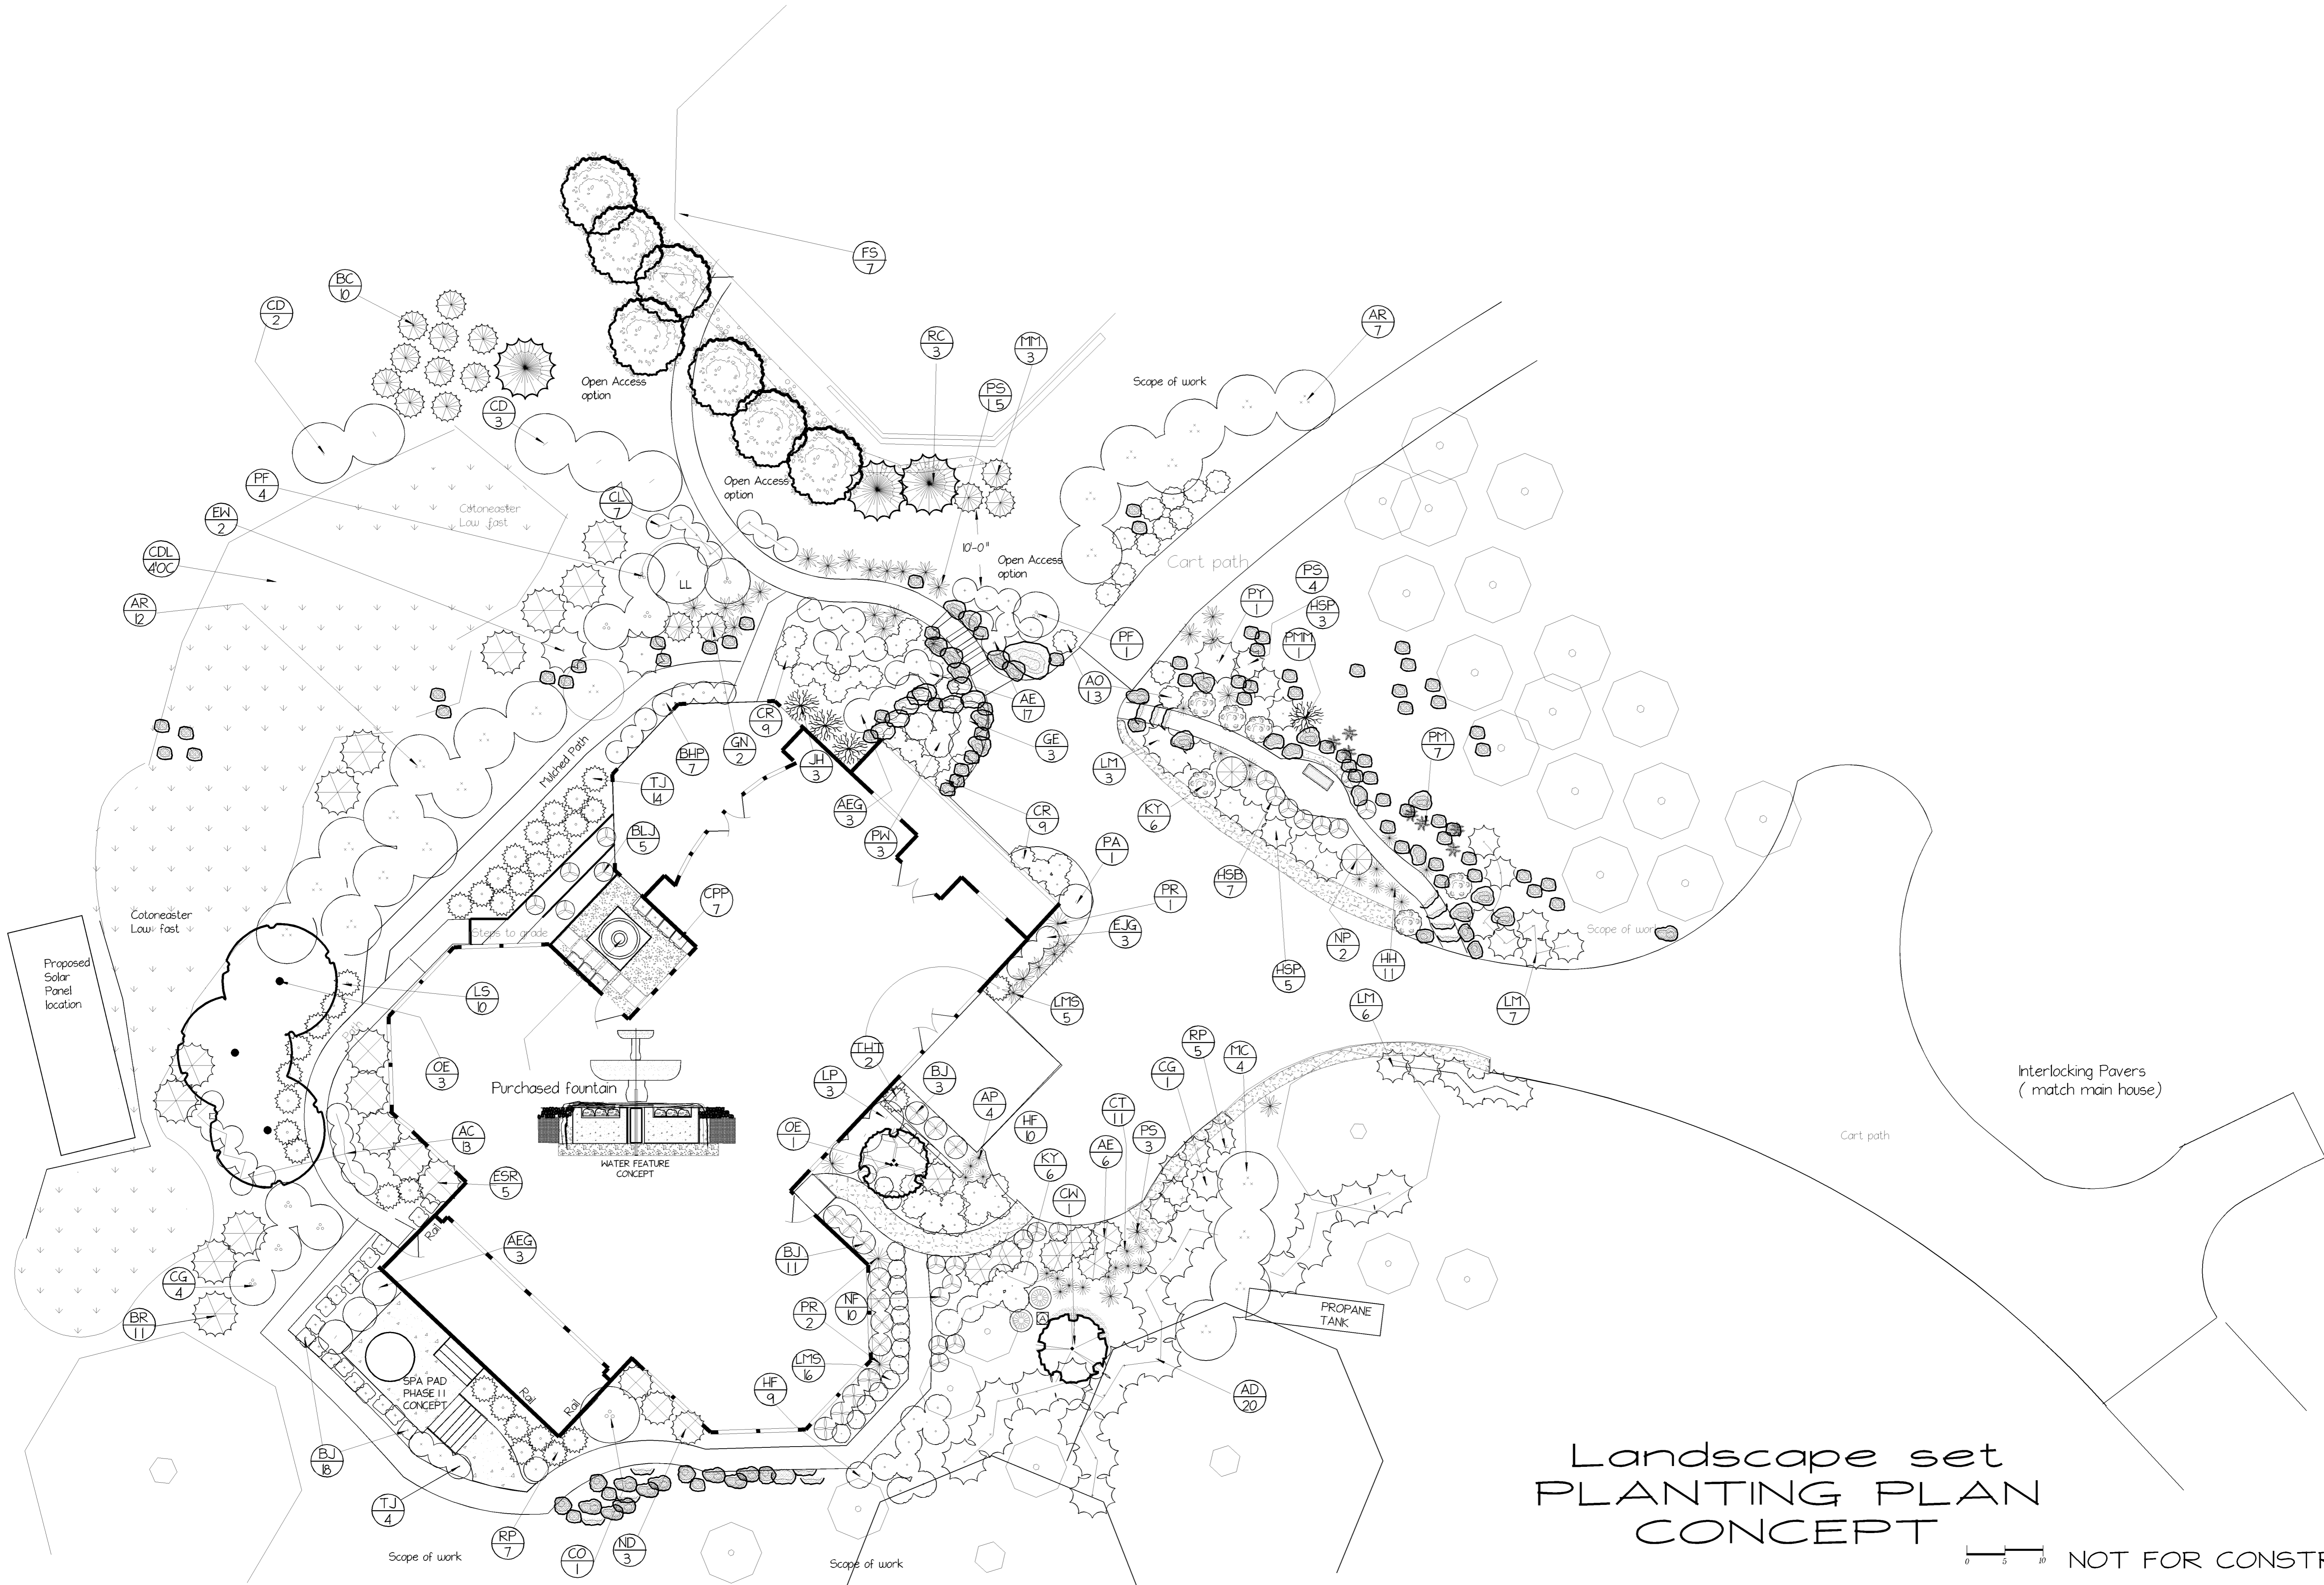 FS
7
BC
10
CD
2
AR
7
RC
3
MM
3
PS
15
Open Access
option
Scope of work
CD
3
PF
4
Open Access
option
CL
7
Cotoneaster
Low fast
EW
2
CDL
4'OC
10'-0"
Open Access
option
Cart path
LL
AR
12
PS
4
PY
1
HSP
3
PMM
1
PF
1
AO
13
AE
17
CR
9
GN
2
BHP
7
GE
3
PM
7
Mulched Path
JH
3
LM
3
TJ
14
AEG
3
KY
6
CR
9
BLJ
5
PW
3
PA
1
HSB
7
CPP
7
PR
1
Cotoneaster
Low fast
Steps to grade
EJG
3
Scope of work
NP
2
HH
11
HSP
5
Proposed
Solar
Panel
location
LS
10
LMS
5
LM
6
LM
7
Path
THT
2
RP
5
MC
4
OE
3
LP
3
BJ
3
CG
1
Interlocking Pavers
( match main house)
Purchased fountain
AP
4
CT
11
HF
10
OE
1
PS
3
Cart path
AC
13
AE
6
WATER FEATURE
CONCEPT
KY
6
ESR
5
CW
1
Rail
AEG
3
BJ
11
CG
4
PR
2
NF
10
BR
11
PROPANE
TANK
A
LMS
16
SPA PAD
PHASE II
CONCEPT
HF
9
Rail
Rail
AD
20
BJ
18
TJ
4
RP
7
CO
1
ND
3
Scope of work
Scope of work
Landscape set
PLANTING PLAN
CONCEPT
0 5 10
NOT FOR CONSTR